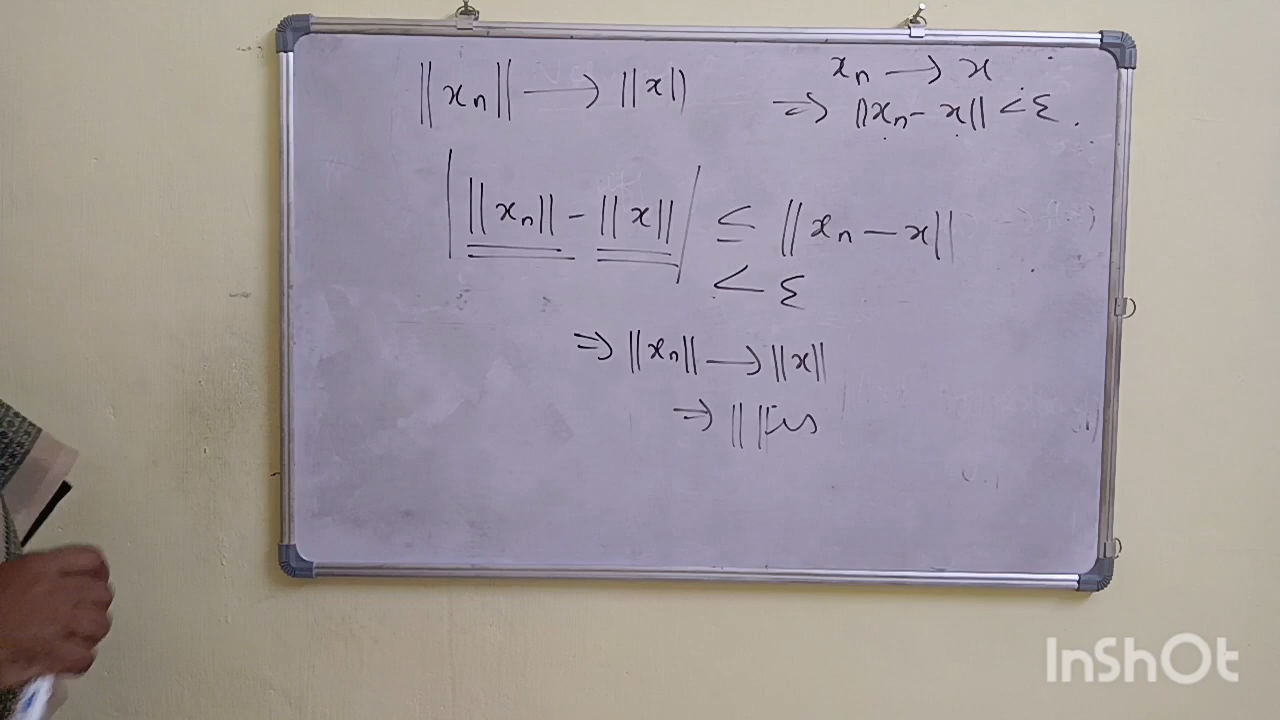 ||xₙ|| → ||x||
xₙ → x
⇒ ||xₙ - x|| < ε.
| ||xₙ|| - ||x|| | ≤ ||xₙ - x||
< ε
⇒ ||xₙ|| → ||x||
⇒ || ||
InShOt